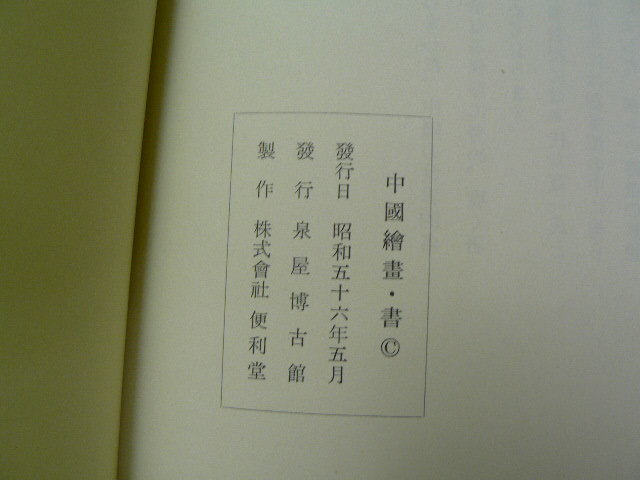 中國繪畫・書©
發行日 昭和五十六年五月
發行 泉屋博古館
製作 株式會社 便利堂